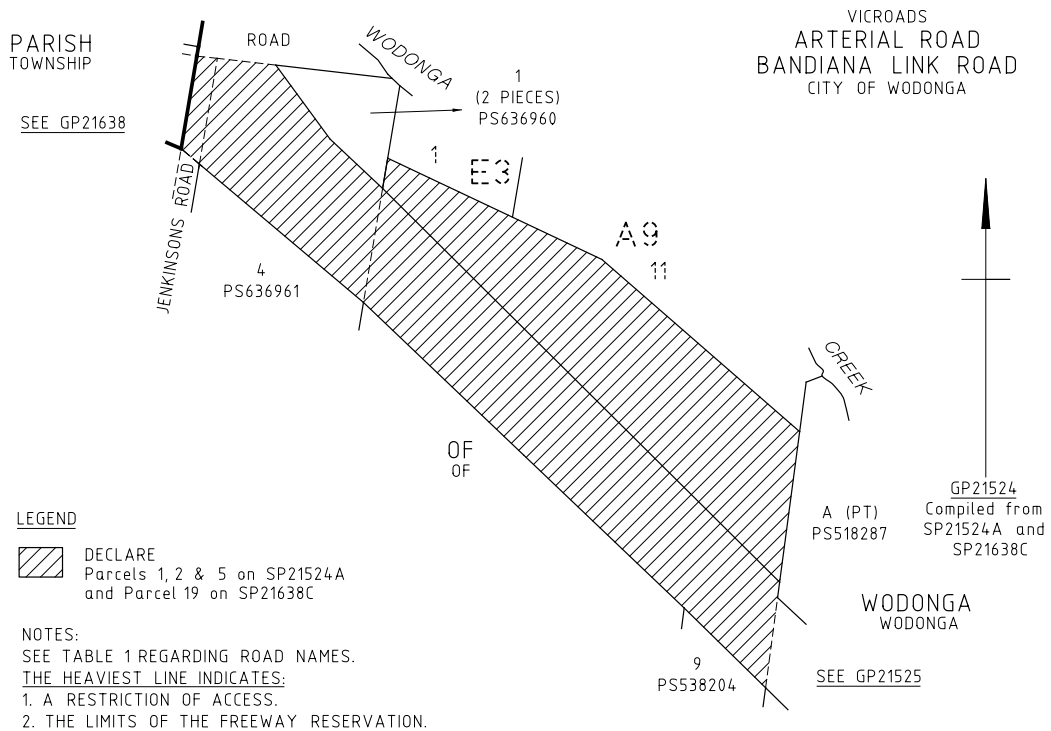 VICROADS
ARTERIAL ROAD
BANDIANA LINK ROAD
CITY OF WODONGA
PARISH
TOWNSHIP
ROAD
WODONGA
1
(2 PIECES)
PS636960
SEE GP21638
1
E3
A9
11
JENKINSONS ROAD
4
PS636961
CREEK
OF
OF
GP21524
Compiled from
SP21524A and
SP21638C
A (PT)
PS518287
LEGEND
DECLARE
Parcels 1, 2 & 5 on SP21524A
and Parcel 19 on SP21638C
WODONGA
WODONGA
NOTES:
SEE TABLE 1 REGARDING ROAD NAMES.
THE HEAVIEST LINE INDICATES:
1. A RESTRICTION OF ACCESS.
2. THE LIMITS OF THE FREEWAY RESERVATION.
9
PS538204
SEE GP21525